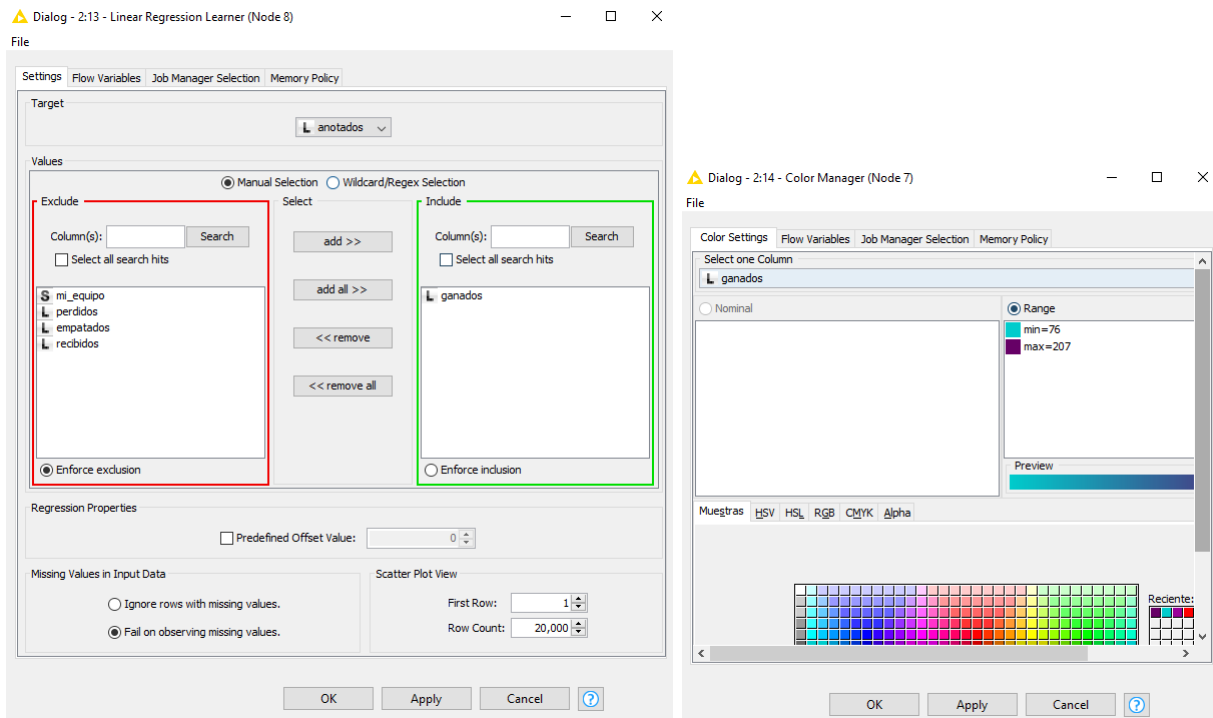 Dialog - 2:13 - Linear Regression Learner (Node 8)
File
Settings Flow Variables Job Manager Selection Memory Policy
Target
L anotados
Values
Manual Selection Wildcard/Regex Selection
Exclude Select Include
Column(s): Search add >> Column(s): Search
Select all search hits Select all search hits
add all >>
S mi_equipo L ganados
L perdidos
L empatados
L recibidos
<< remove
<< remove all
Enforce exclusion Enforce inclusion
Regression Properties
Predefined Offset Value: 0
Missing Values in Input Data Scatter Plot View
Ignore rows with missing values. First Row: 1
Fail on observing missing values. Row Count: 20,000
OK Apply Cancel ?
Dialog - 2:14 - Color Manager (Node 7)
File
Color Settings Flow Variables Job Manager Selection Memory Policy
Select one Column
L ganados
Nominal Range
min=76
max=207
Preview
Muestras HSV HSL RGB CMYK Alpha
Reciente:
OK Apply Cancel ?